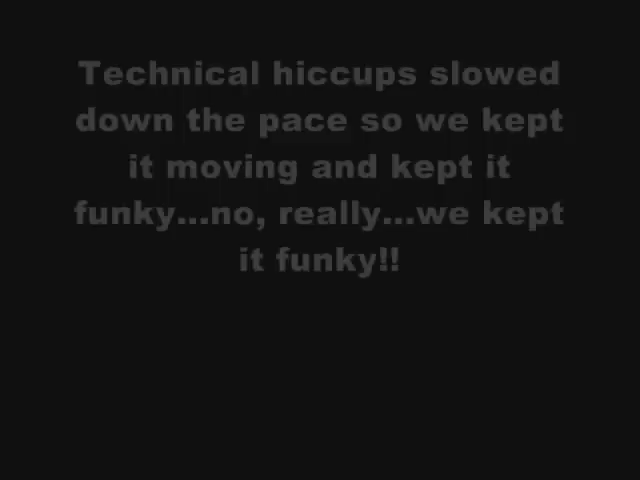 Technical hiccups slowed
down the pace so we kept
it moving and kept it
funky...no, really...we kept
it funky!!